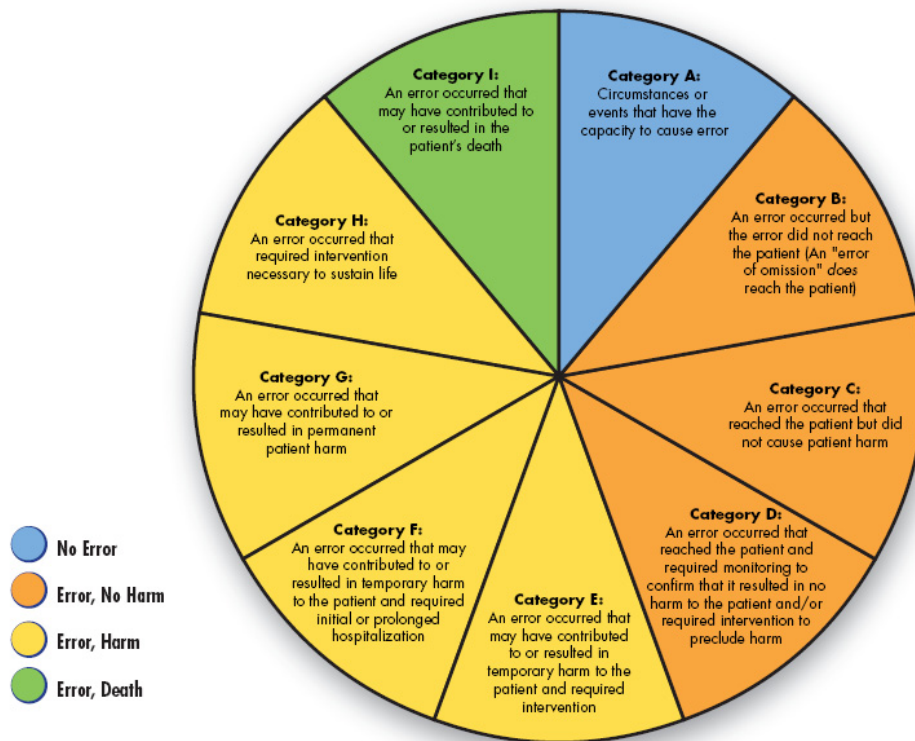 Category I:
An error occurred that
may have contributed to
or resulted in the
patient's death
Category A:
Circumstances or
events that have the
capacity to cause error
Category B:
An error occurred but
the error did not reach
the patient (An "error
of omission" does
reach the patient)
Category H:
An error occurred that
required intervention
necessary to sustain life
Category C:
An error occurred that
reached the patient but did
not cause patient harm
Category G:
An error occurred that
may have contributed to or
resulted in permanent
patient harm
Category D:
An error occurred that
reached the patient and
required monitoring to
confirm that it resulted in no
harm to the patient and/or
required intervention to
preclude harm
Category F:
An error occurred that may
have contributed to or
resulted in temporary harm
to the patient and required
initial or prolonged
hospitalization
Category E:
An error occurred that
may have contributed
to or resulted in
temporary harm to the
patient and required
intervention
No Error
Error, No Harm
Error, Harm
Error, Death